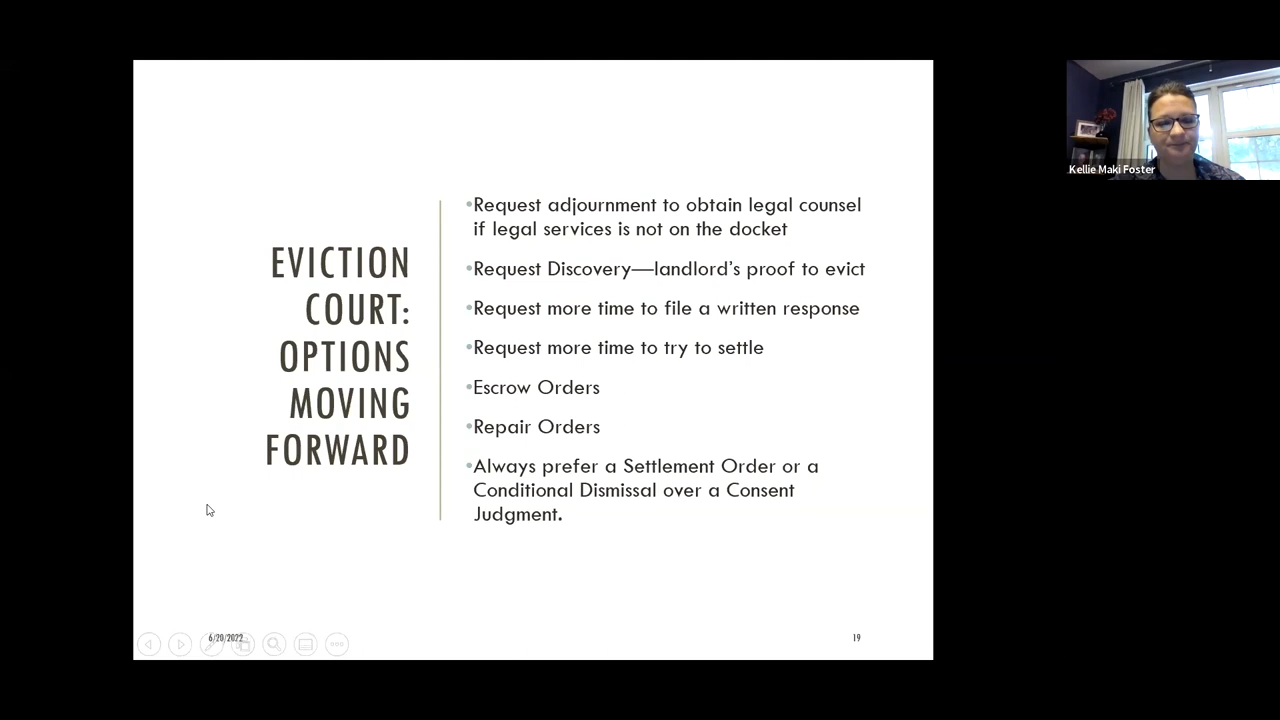 EVICTION
COURT:
OPTIONS
MOVING
FORWARD
•Request adjournment to obtain legal counsel
if legal services is not on the docket
•Request Discovery—landlord’s proof to evict
•Request more time to file a written response
•Request more time to try to settle
•Escrow Orders
•Repair Orders
•Always prefer a Settlement Order or a
Conditional Dismissal over a Consent
Judgment.
6/20/2022
19
Kellie Maki Foster